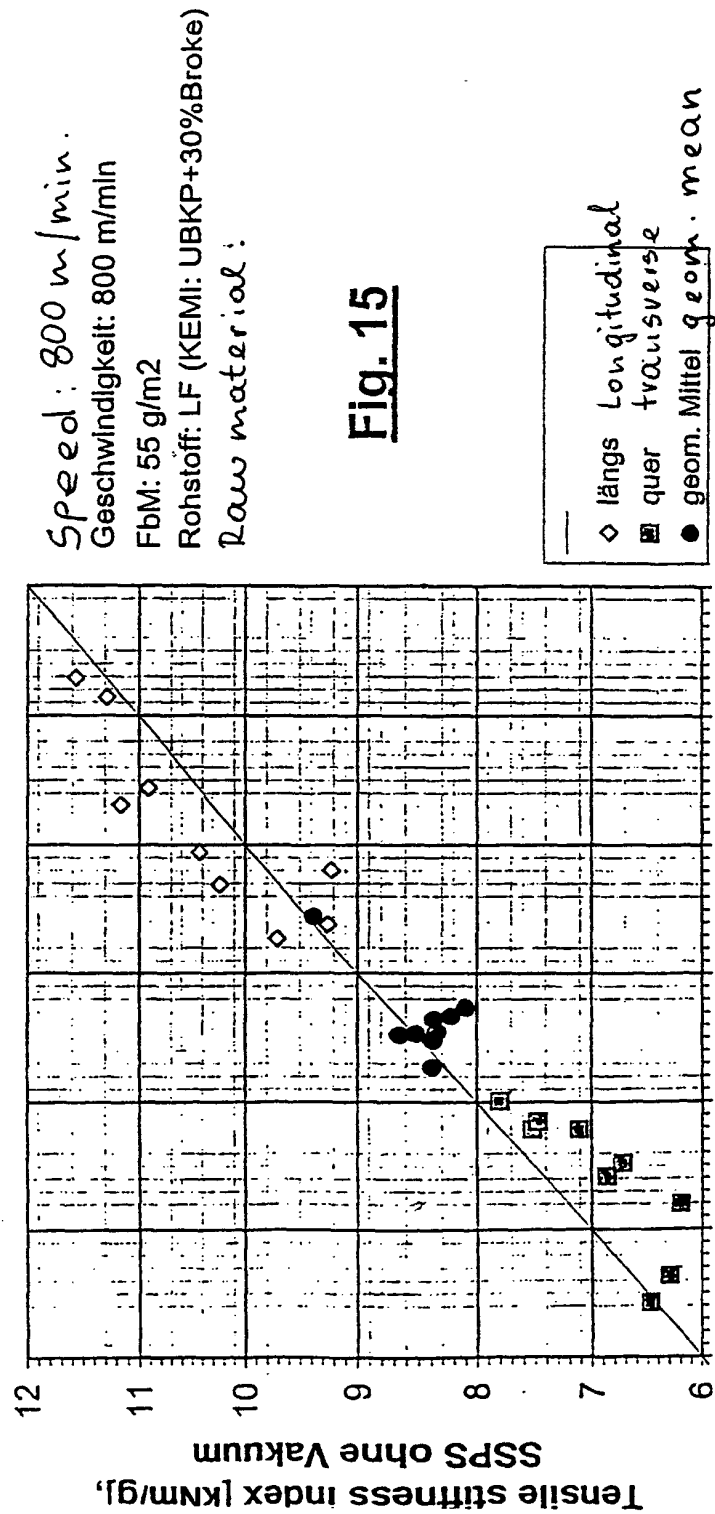 Speed : 800 m/min.
Geschwindigkeit: 800 m/min
FbM: 55 g/m2
Rohstoff: LF (KEMI: UBKP+30%Broke)
Raw material :
Fig. 15
längs Longitudinal
quer transverse
geom. Mittel geom. mean
12
11
10
9
8
7
6
Tensile stiffness index [kNm/g],
SSPS ohne Vakuum